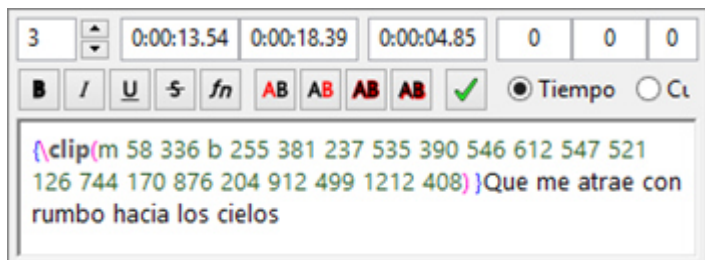 3 0:00:13.54 0:00:18.39 0:00:04.85 0 0 0
B I U S fn AB AB AB AB Tiempo
{\clip(m 58 336 b 255 381 237 535 390 546 612 547 521
126 744 170 876 204 912 499 1212 408) }Que me atrae con
rumbo hacia los cielos